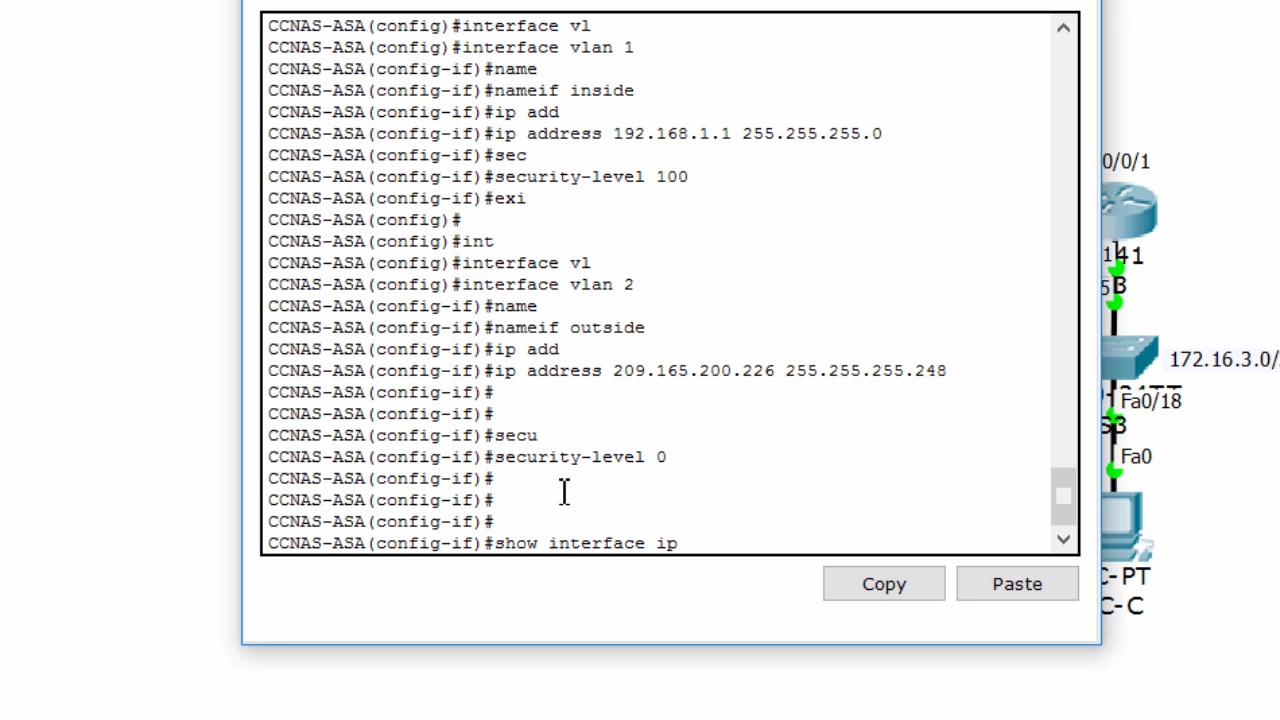 CCNAS-ASA(config)#interface vl
CCNAS-ASA(config)#interface vlan 1
CCNAS-ASA(config-if)#name
CCNAS-ASA(config-if)#nameif inside
CCNAS-ASA(config-if)#ip add
CCNAS-ASA(config-if)#ip address 192.168.1.1 255.255.255.0
CCNAS-ASA(config-if)#sec
CCNAS-ASA(config-if)#security-level 100
CCNAS-ASA(config-if)#exi
CCNAS-ASA(config)#
CCNAS-ASA(config)#int
CCNAS-ASA(config)#interface vl
CCNAS-ASA(config)#interface vlan 2
CCNAS-ASA(config-if)#name
CCNAS-ASA(config-if)#nameif outside
CCNAS-ASA(config-if)#ip add
CCNAS-ASA(config-if)#ip address 209.165.200.226 255.255.255.248
CCNAS-ASA(config-if)#
CCNAS-ASA(config-if)#
CCNAS-ASA(config-if)#secu
CCNAS-ASA(config-if)#security-level 0
CCNAS-ASA(config-if)#
CCNAS-ASA(config-if)#
CCNAS-ASA(config-if)#
CCNAS-ASA(config-if)#show interface ip
Copy
Paste
0/0/1
41
B
172.16.3.0/
Fa0/18
S3
Fa0
C-PT
C-C